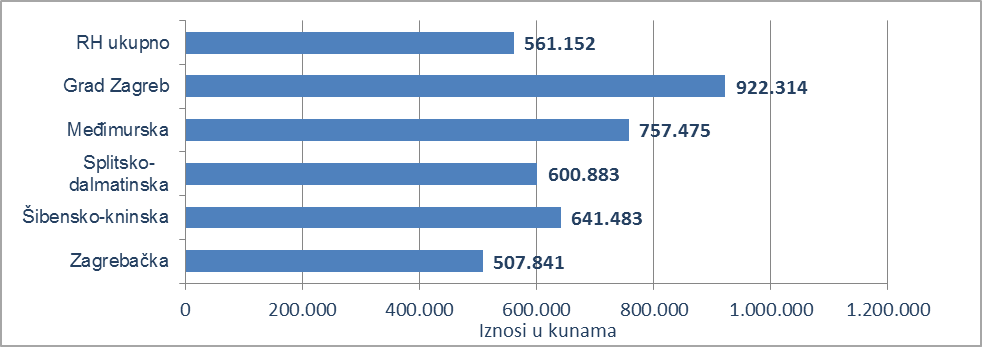 RH ukupno
561.152
Grad Zagreb
922.314
Međimurska
757.475
Splitsko-
dalmatinska
600.883
Šibensko-kninska
641.483
Zagrebačka
507.841
0 200.000 400.000 600.000 800.000 1.000.000 1.200.000
Iznosi u kunama